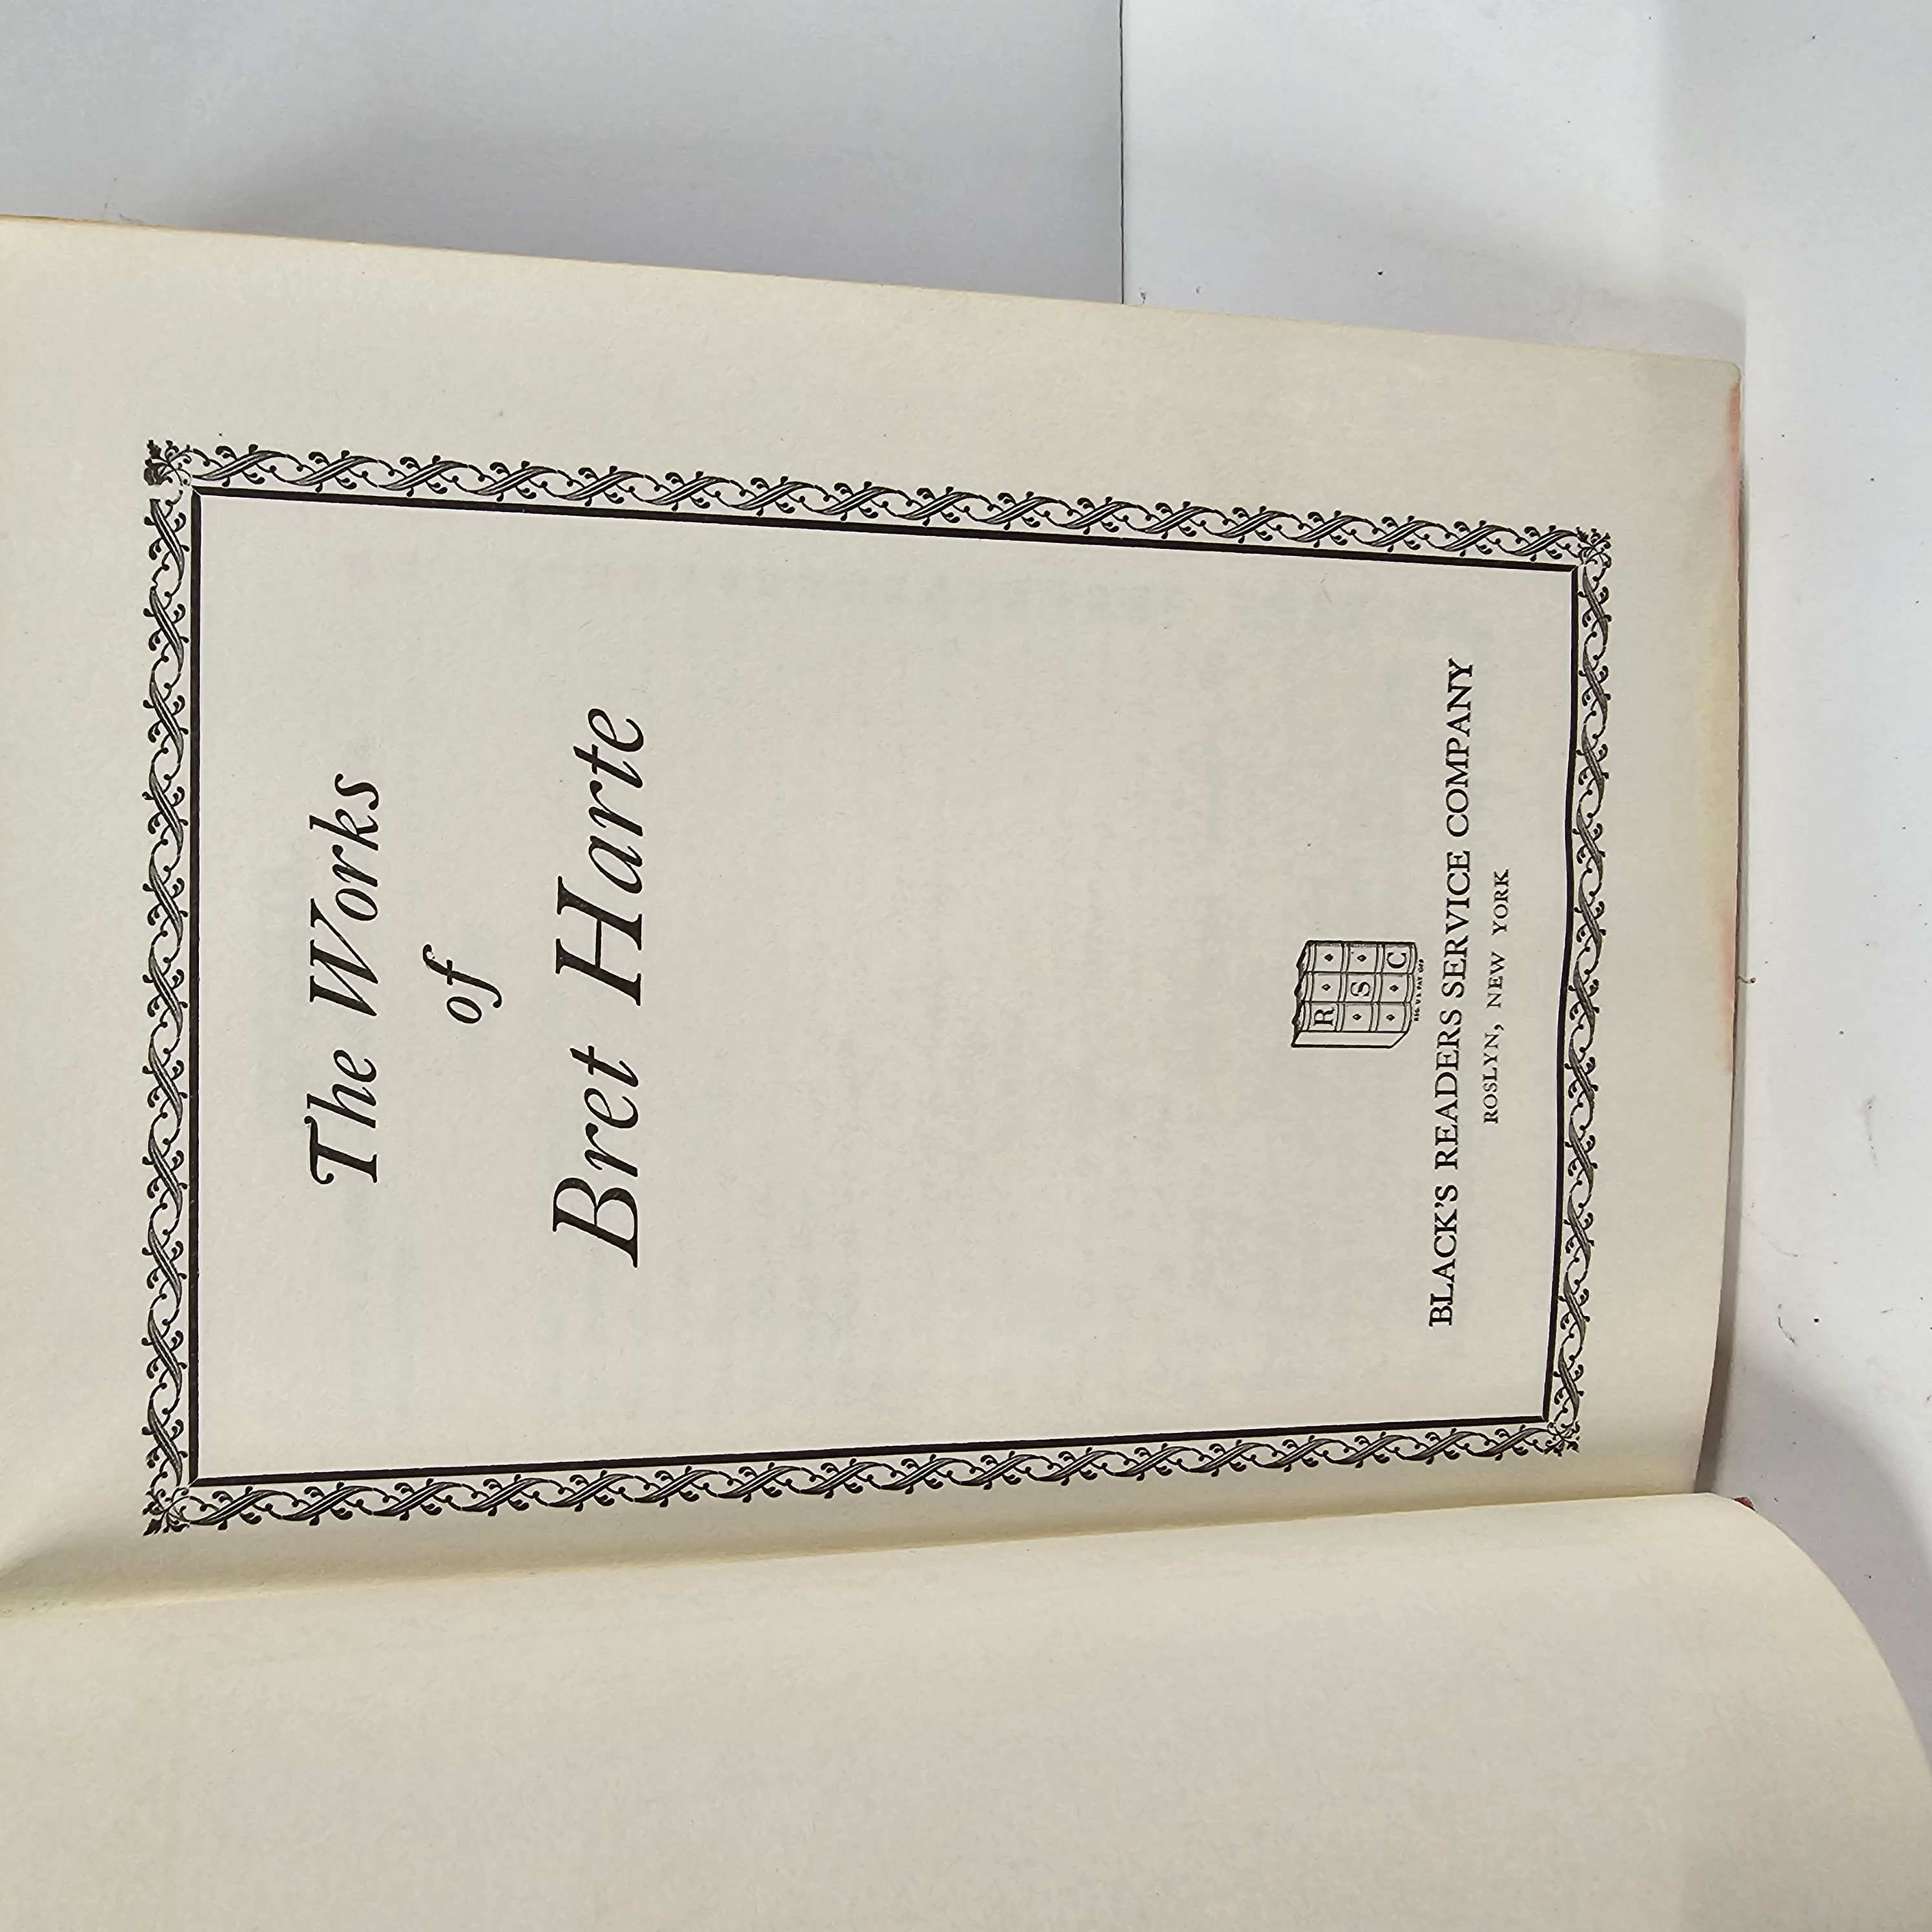 The Works
of
Bret Harte
R
S
C
REG. U.S. PAT. OFF.
BLACK'S READERS SERVICE COMPANY
ROSLYN, NEW YORK